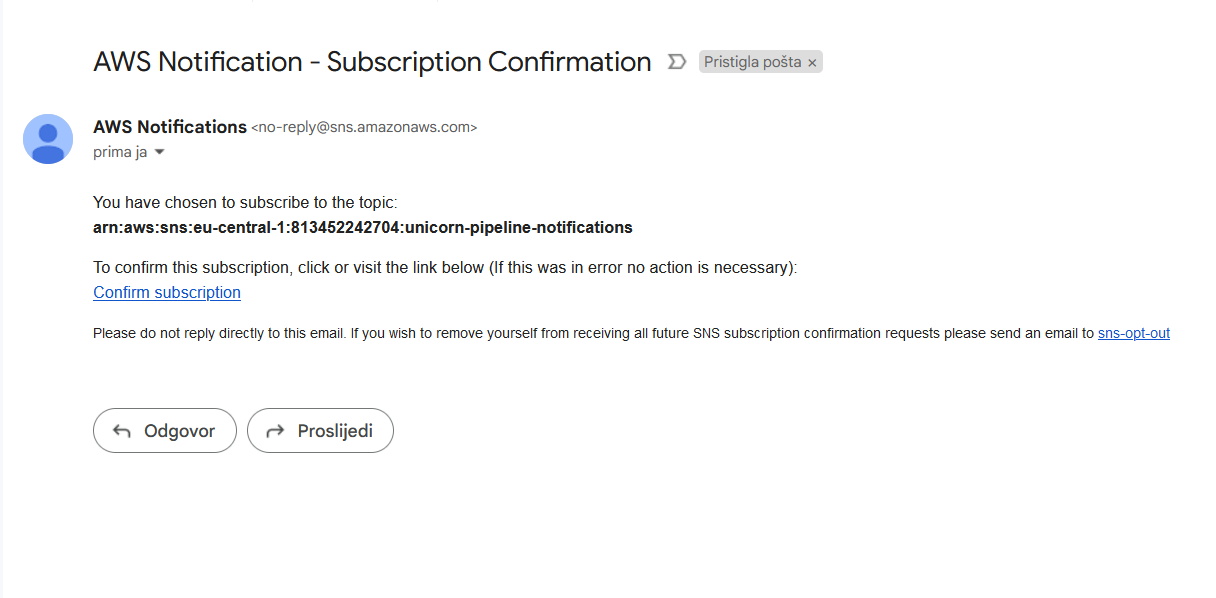 AWS Notification - Subscription Confirmation Pristigla pošta ×
AWS Notifications <no-reply@sns.amazonaws.com>
prima ja
You have chosen to subscribe to the topic:
arn:aws:sns:eu-central-1:813452242704:unicorn-pipeline-notifications
To confirm this subscription, click or visit the link below (If this was in error no action is necessary):
Confirm subscription
Please do not reply directly to this email. If you wish to remove yourself from receiving all future SNS subscription confirmation requests please send an email to sns-opt-out
Odgovor Proslijedi